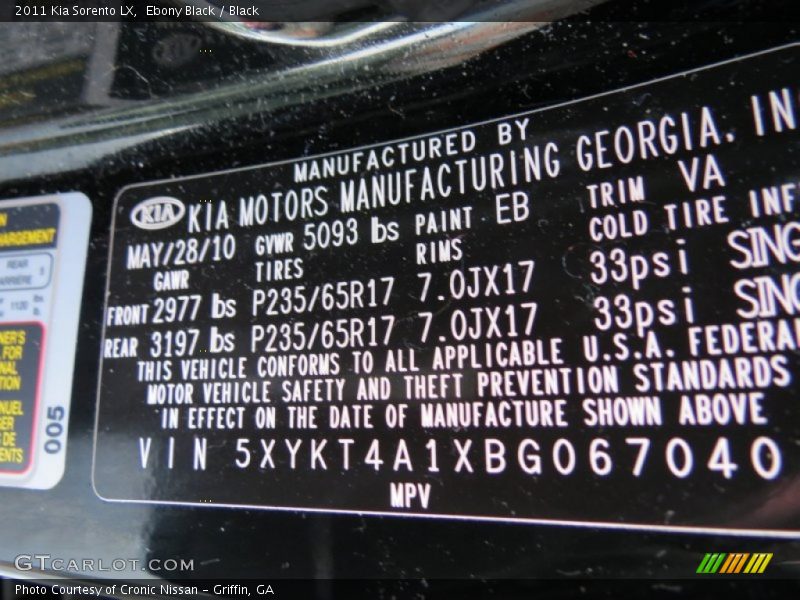 2011 Kia Sorento LX, Ebony Black / Black
MANUFACTURED BY
KIA KIA MOTORS MANUFACTURING GEORGIA. IN
MAY/28/10 GVWR 5093 lbs PAINT EB TRIM VA
GAWR TIRES RIMS COLD TIRE INF
FRONT 2977 lbs P235/65R17 7.0JX17 33psi SING
REAR 3197 lbs P235/65R17 7.0JX17 33psi SING
THIS VEHICLE CONFORMS TO ALL APPLICABLE U.S.A. FEDERAL
MOTOR VEHICLE SAFETY AND THEFT PREVENTION STANDARDS
IN EFFECT ON THE DATE OF MANUFACTURE SHOWN ABOVE
VIN 5XYKT4A1XBG067040
MPV
REAR
005
GTCARLOT.COM
Photo Courtesy of Cronic Nissan - Griffin, GA